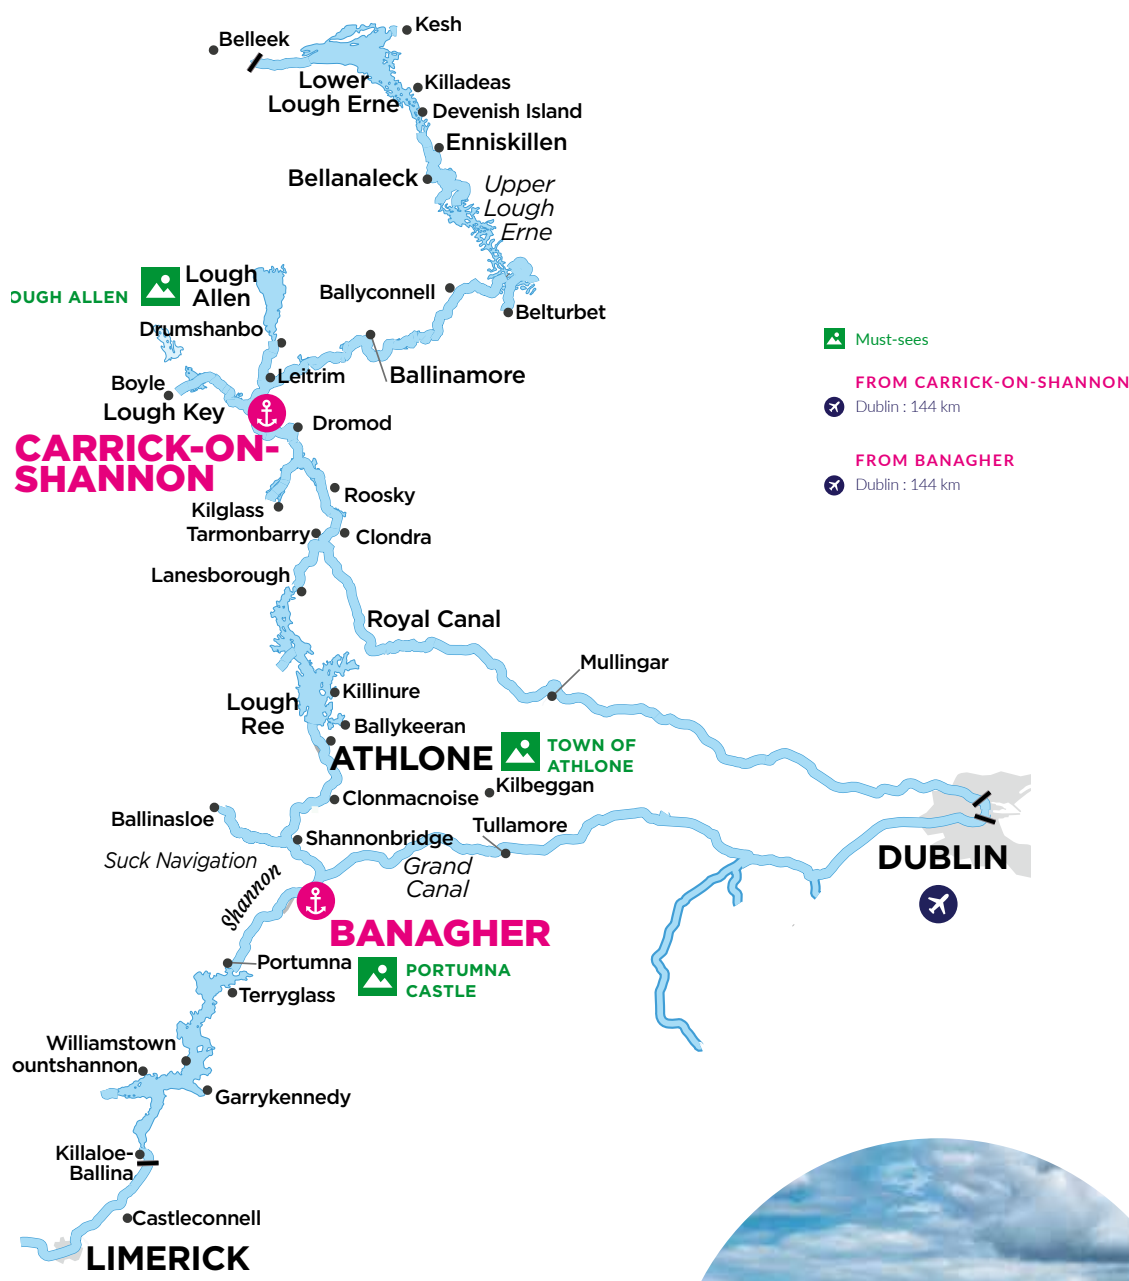 Kesh
Belleek
Lower
Lough Erne
Killadeas
Devenish Island
Enniskillen
Bellanaleck
Upper
Lough
Erne
OUGH ALLEN
Lough
Allen
Ballyconnell
Belturbet
Drumshanbo
Leitrim
Ballinamore
Boyle
Lough Key
Dromod
CARRICK-ON-
SHANNON
Roosky
Kilglass
Tarmonbarry
Clondra
Lanesborough
Royal Canal
Mullingar
Killinure
Lough
Ree
Ballykeeran
ATHLONE
TOWN OF
ATHLONE
Kilbeggan
Clonmacnoise
Ballinasloe
Shannonbridge
Tullamore
Suck Navigation
Grand
Canal
DUBLIN
Shannon
BANAGHER
Portumna
PORTUMNA
CASTLE
Terryglass
Williamstown
ountshannon
Garrykennedy
Killaloe-
Ballina
Castleconnell
LIMERICK
Must-sees
FROM CARRICK-ON-SHANNON
Dublin : 144 km
FROM BANAGHER
Dublin : 144 km